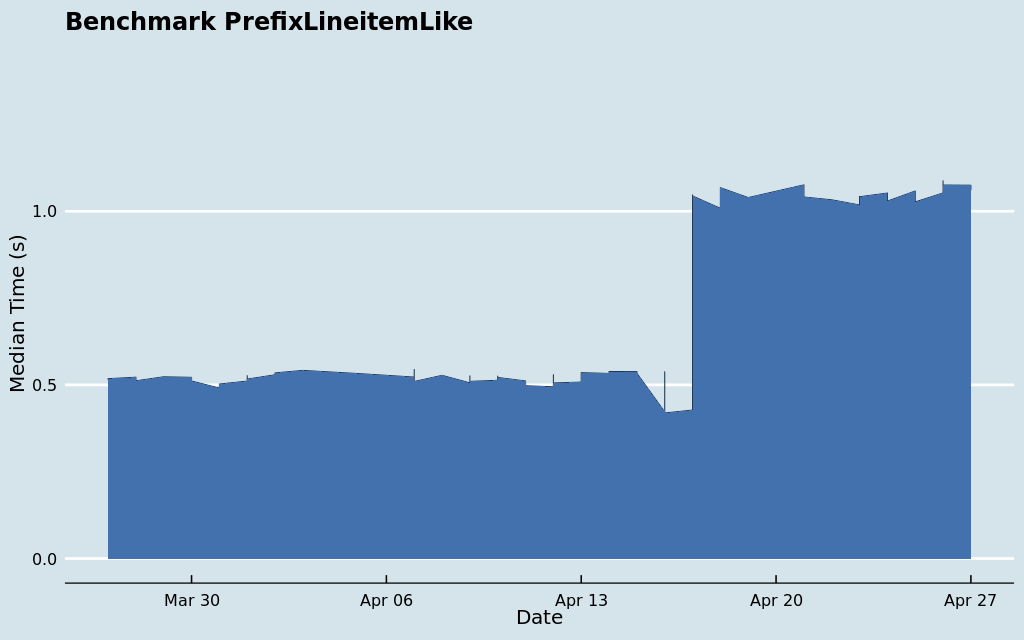 Benchmark PrefixLineitemLike
Median Time (s)
1.0
0.5
0.0
Mar 30
Apr 06
Apr 13
Apr 20
Apr 27
Date